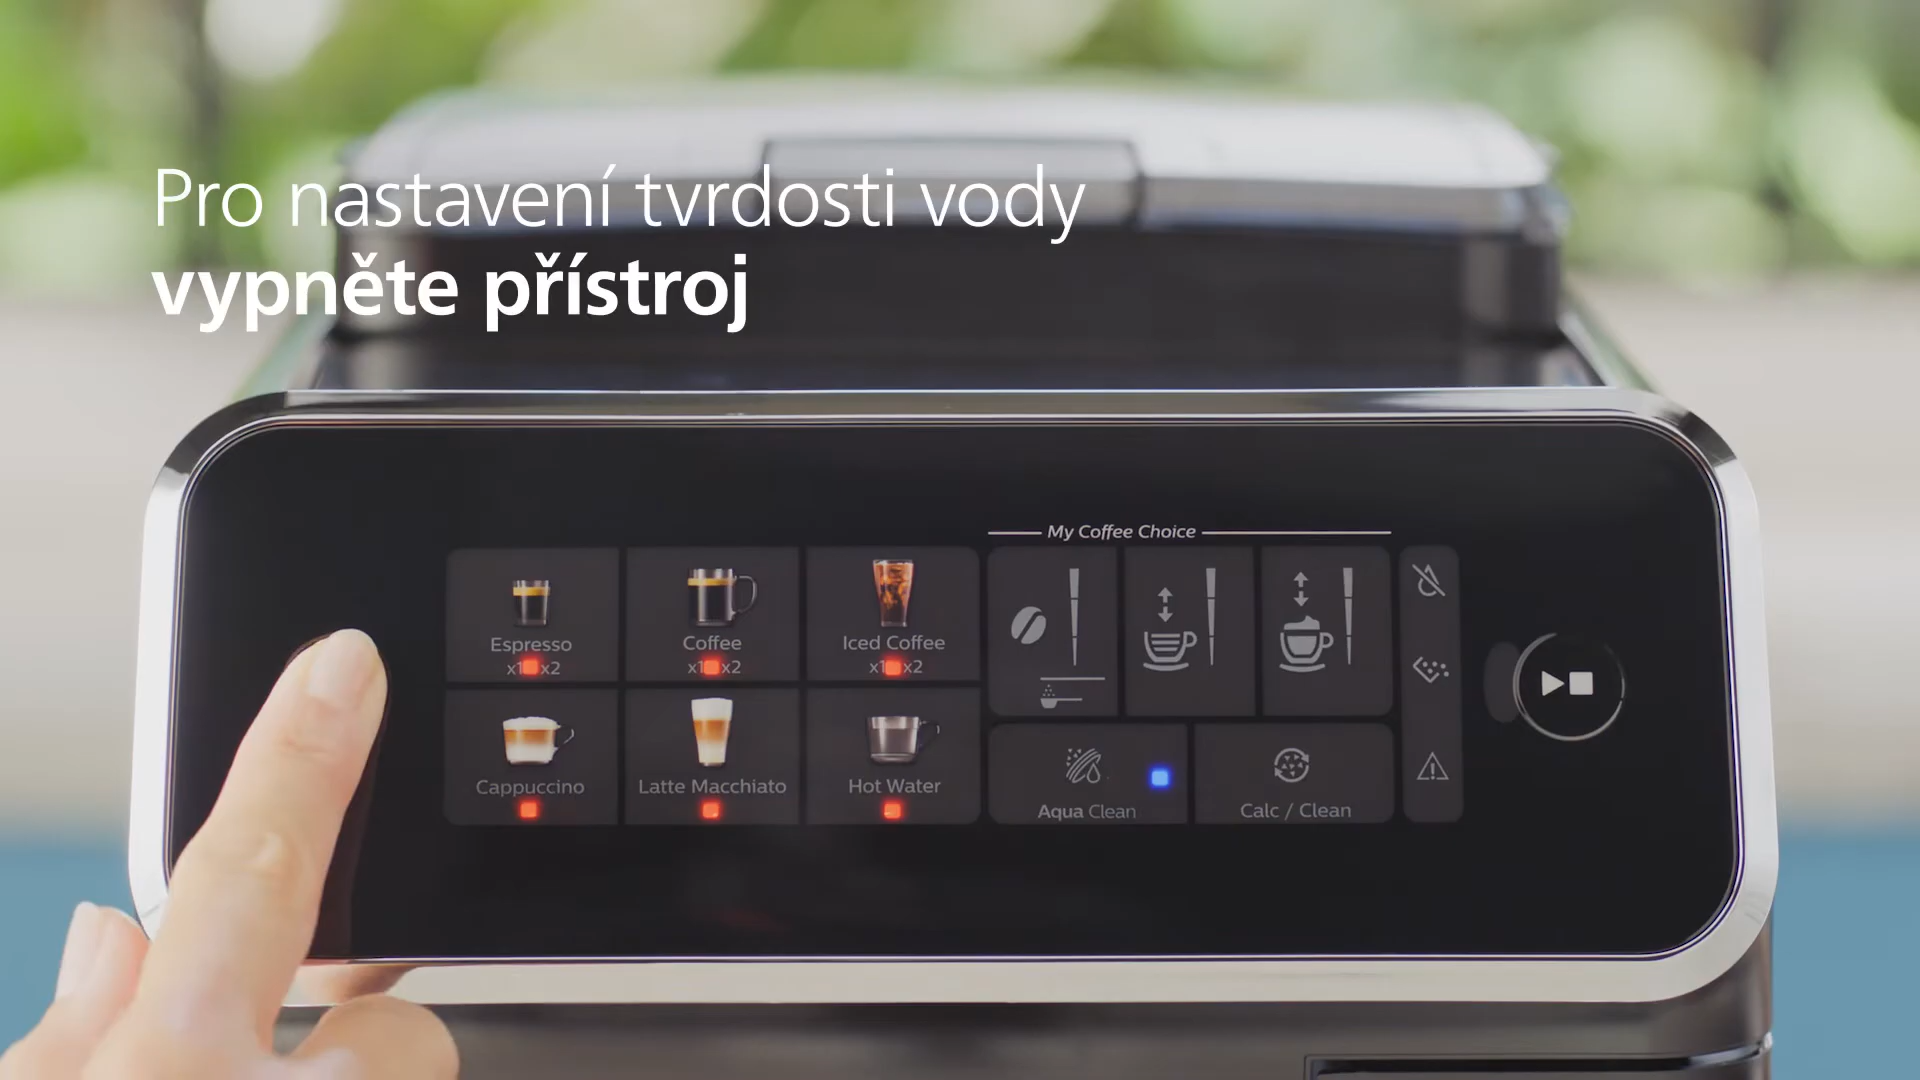 Pro nastavení tvrdosti vody
vypněte přístroj
My Coffee Choice
Espresso
x1 x2
Coffee
x1 x2
Iced Coffee
x1 x2
Cappuccino
Latte Macchiato
Hot Water
Aqua Clean
Calc / Clean